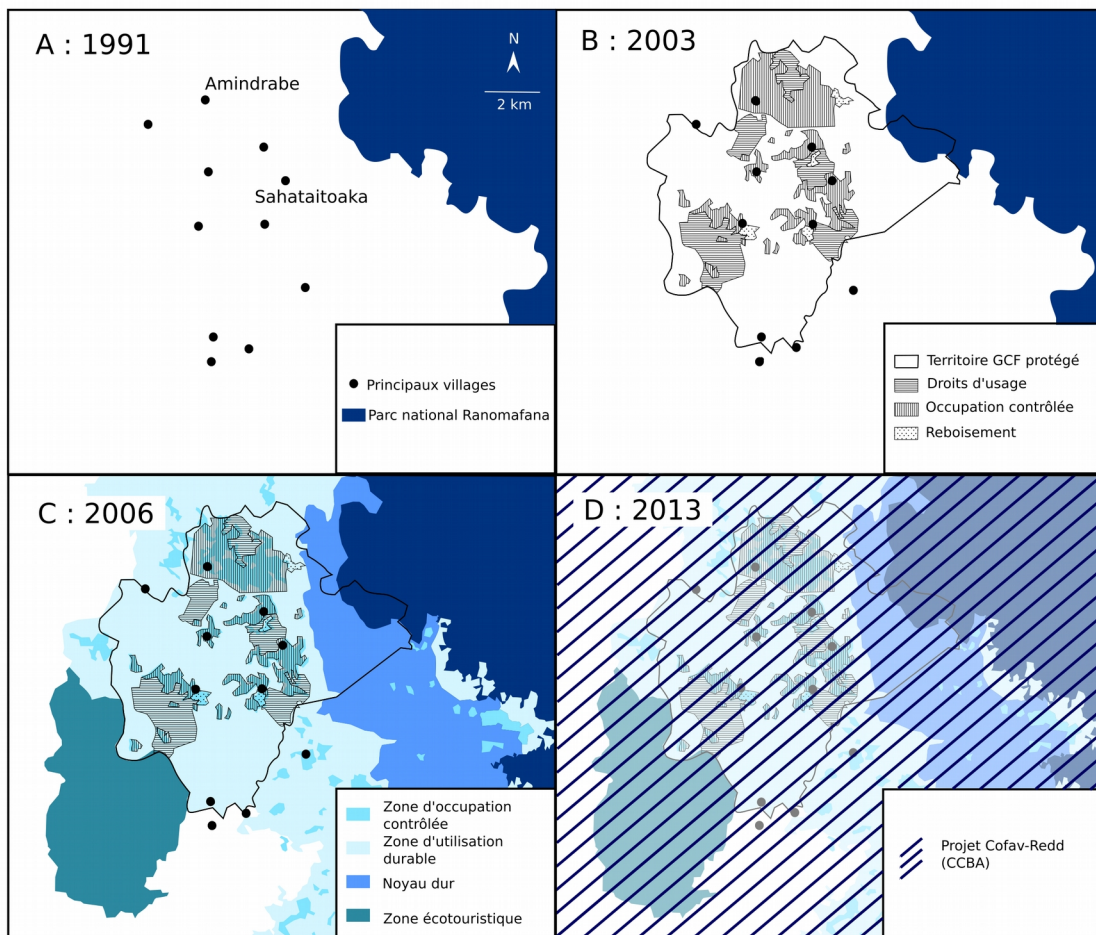 A : 1991
N
2 km
Amindrabe
Sahataitoaka
Principaux villages
Parc national Ranomafana
B : 2003
Territoire GCF protégé
Droits d'usage
Occupation contrôlée
Reboisement
C : 2006
Zone d'occupation
contrôlée
Zone d'utilisation
durable
Noyau dur
Zone écotouristique
D : 2013
Projet Cofav-Redd
(CCBA)